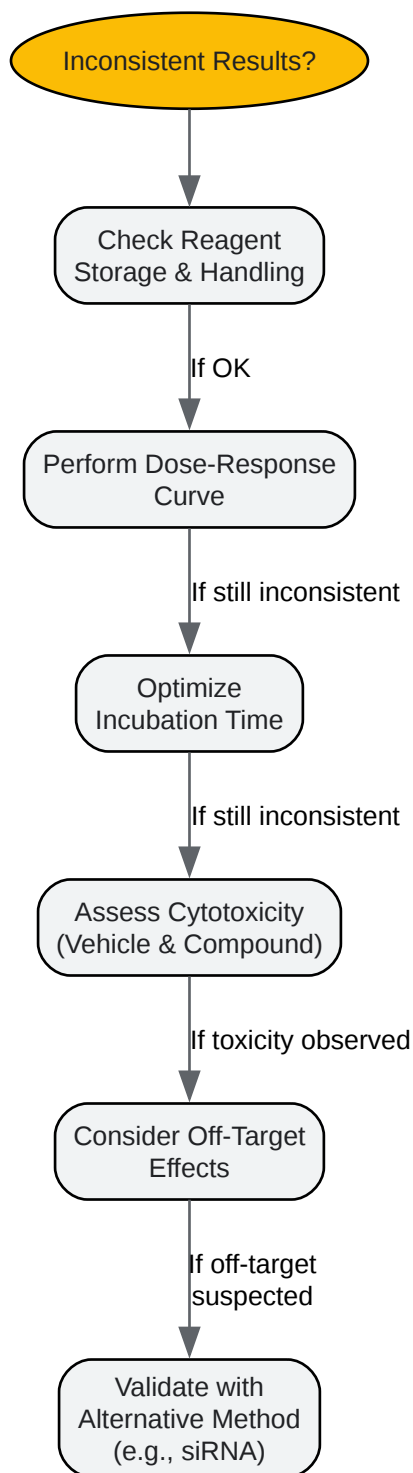 Inconsistent Results?
Check Reagent
Storage & Handling
If OK
Perform Dose-Response
Curve
If still inconsistent
Optimize
Incubation Time
If still inconsistent
Assess Cytotoxicity
(Vehicle & Compound)
If toxicity observed
Consider Off-Target
Effects
If off-target
suspected
Validate with
Alternative Method
(e.g., siRNA)